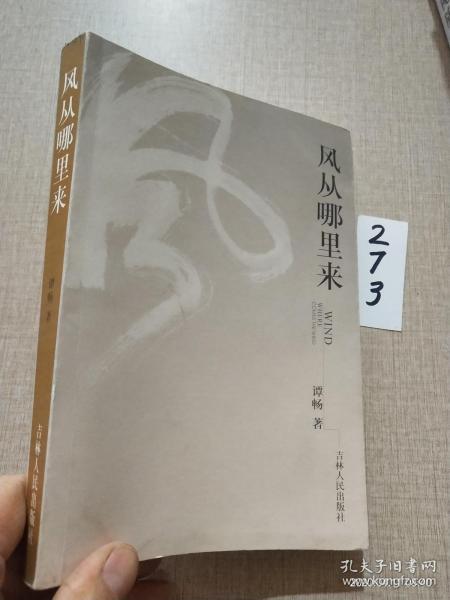 风从哪里来
谭畅 著
吉林人民出版社
风
风从哪里来
WIND
WHERE
谭畅 著
吉林人民出版社
273
孔夫子旧书网